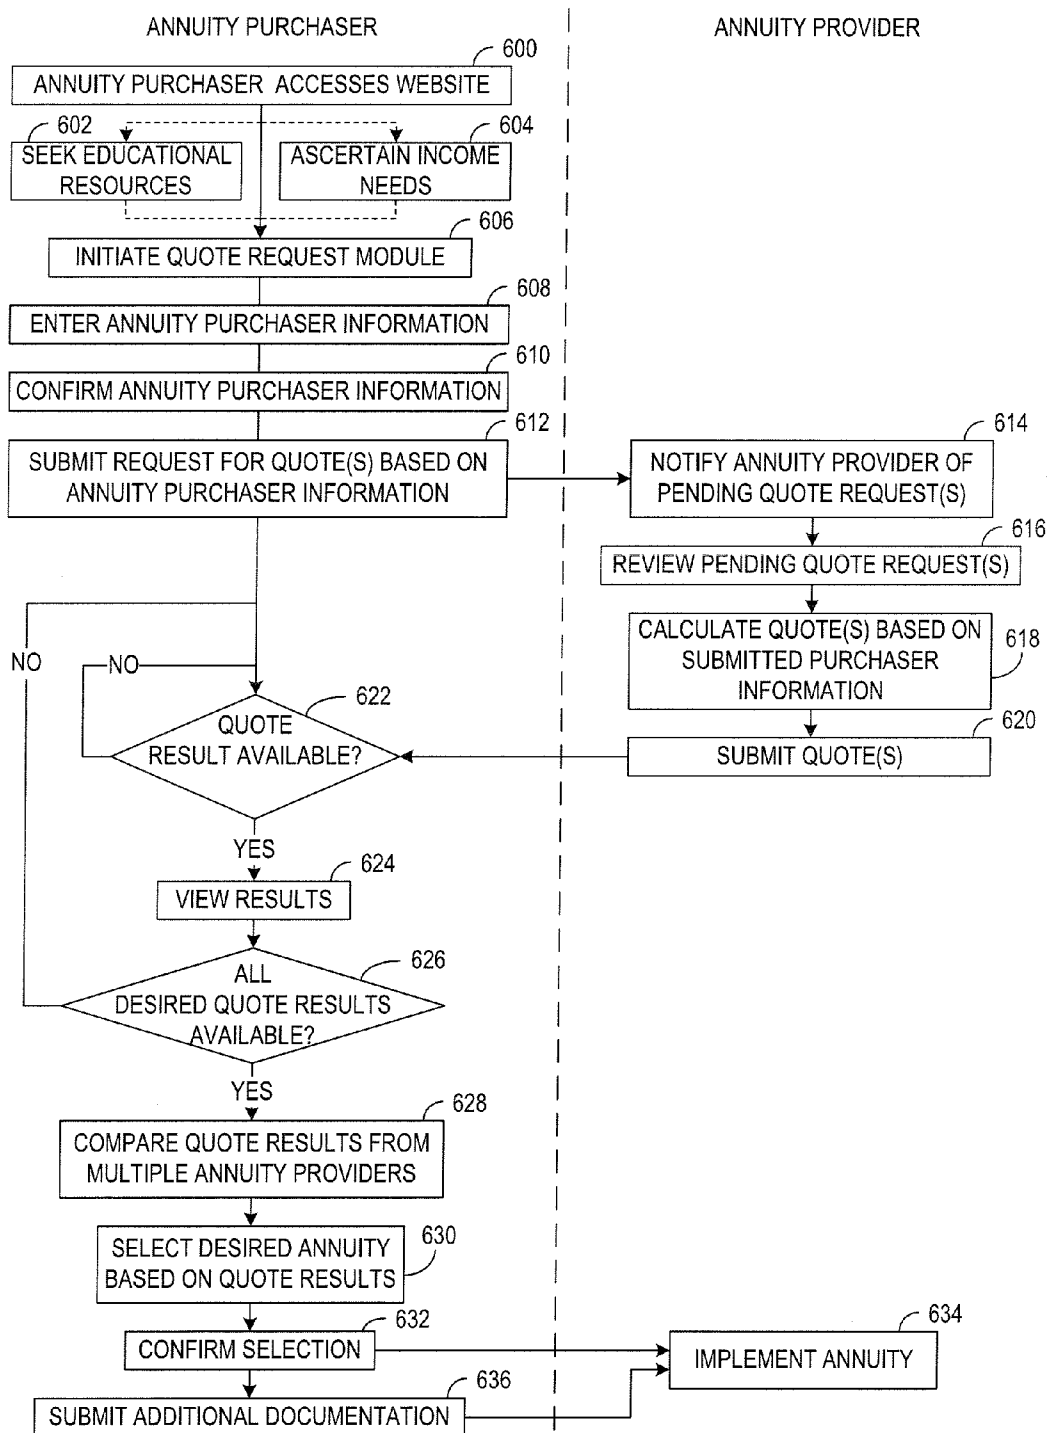 ANNUITY PURCHASER
ANNUITY PROVIDER
600
ANNUITY PURCHASER ACCESSES WEBSITE
602
SEEK EDUCATIONAL
RESOURCES
604
ASCERTAIN INCOME
NEEDS
606
INITIATE QUOTE REQUEST MODULE
608
ENTER ANNUITY PURCHASER INFORMATION
610
CONFIRM ANNUITY PURCHASER INFORMATION
612
SUBMIT REQUEST FOR QUOTE(S) BASED ON
ANNUITY PURCHASER INFORMATION
614
NOTIFY ANNUITY PROVIDER OF
PENDING QUOTE REQUEST(S)
616
REVIEW PENDING QUOTE REQUEST(S)
CALCULATE QUOTE(S) BASED ON
SUBMITTED PURCHASER
INFORMATION
618
620
SUBMIT QUOTE(S)
NO
NO
622
QUOTE
RESULT AVAILABLE?
YES
624
VIEW RESULTS
626
ALL
DESIRED QUOTE RESULTS
AVAILABLE?
YES
628
COMPARE QUOTE RESULTS FROM
MULTIPLE ANNUITY PROVIDERS
SELECT DESIRED ANNUITY
BASED ON QUOTE RESULTS
630
632
CONFIRM SELECTION
634
IMPLEMENT ANNUITY
636
SUBMIT ADDITIONAL DOCUMENTATION